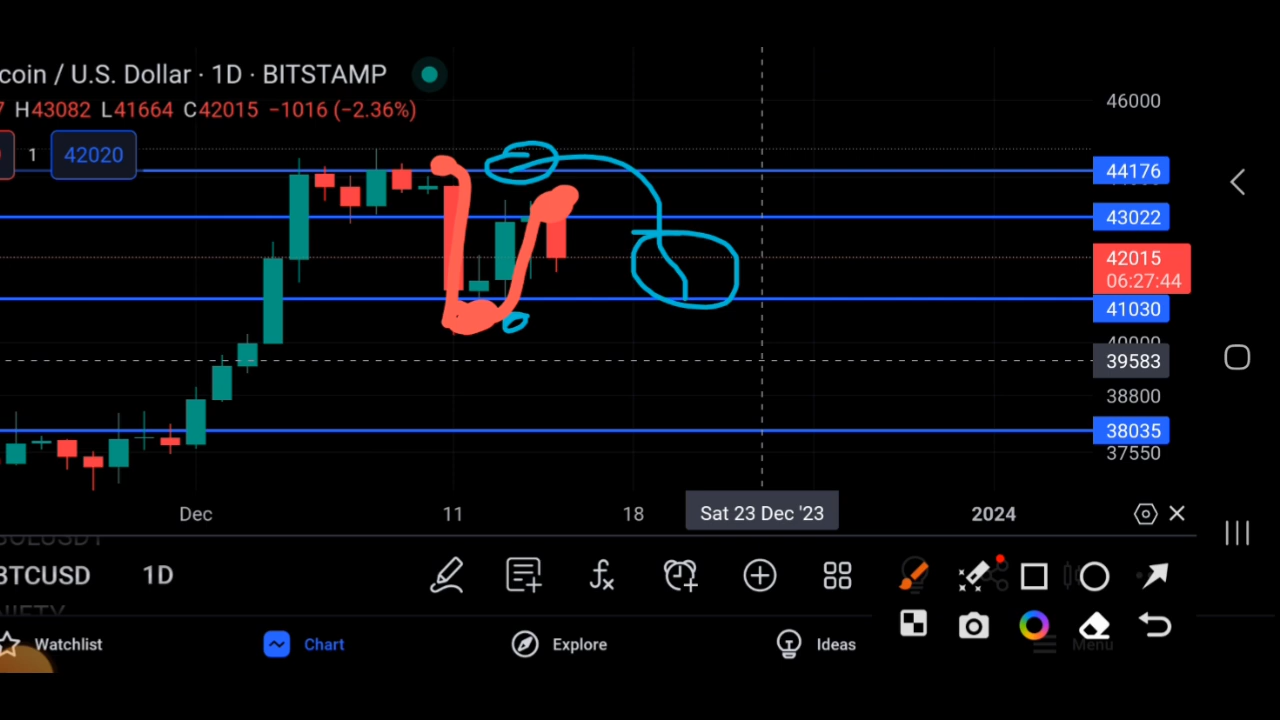 coin / U.S. Dollar · 1D · BITSTAMP
7 H43082 L41664 C42015 −1016 (−2.36%)
1 42020
46000
44176
43022
42015
06:27:44
41030
39583
38800
38035
37550
Dec 11 18 Sat 23 Dec '23 2024
BTCUSD 1D
Watchlist Chart Explore Ideas Menu